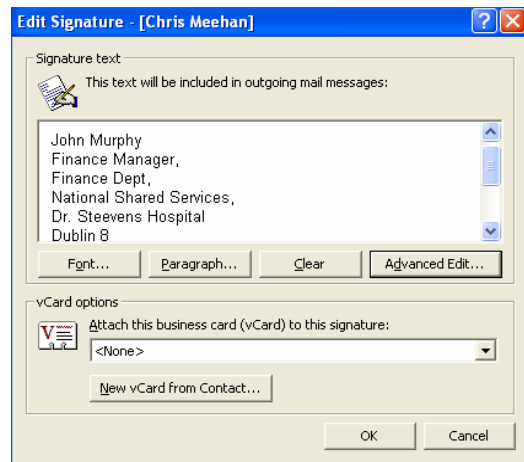 Edit Signature - [Chris Meehan]
Signature text
This text will be included in outgoing mail messages:
John Murphy
Finance Manager,
Finance Dept,
National Shared Services,
Dr. Steevens Hospital
Dublin 8
Font... Paragraph... Clear Advanced Edit...
vCard options
Attach this business card (vCard) to this signature:
<None>
New vCard from Contact...
OK Cancel